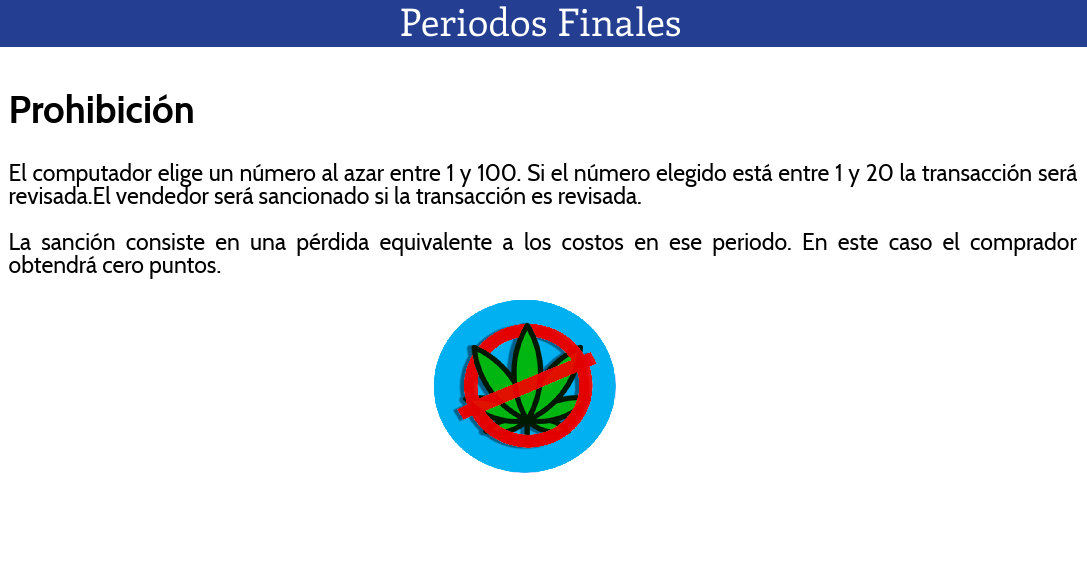 Periodos Finales
Prohibición
El computador elige un número al azar entre 1 y 100. Si el número elegido está entre 1 y 20 la transacción será
revisada.El vendedor será sancionado si la transacción es revisada.
La sanción consiste en una pérdida equivalente a los costos en ese periodo. En este caso el comprador
obtendrá cero puntos.